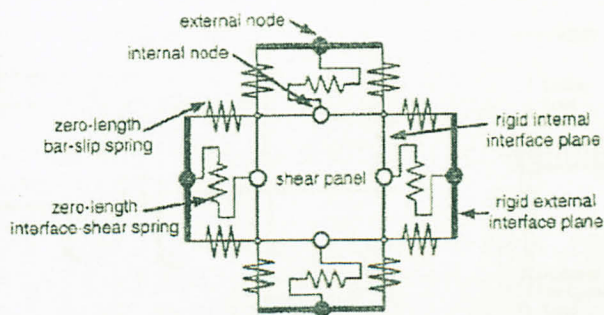 external node
internal node
zero-length
bar-slip spring
rigid internal
interface plane
shear panel
zero-length
interface-shear spring
rigid external
interface plane